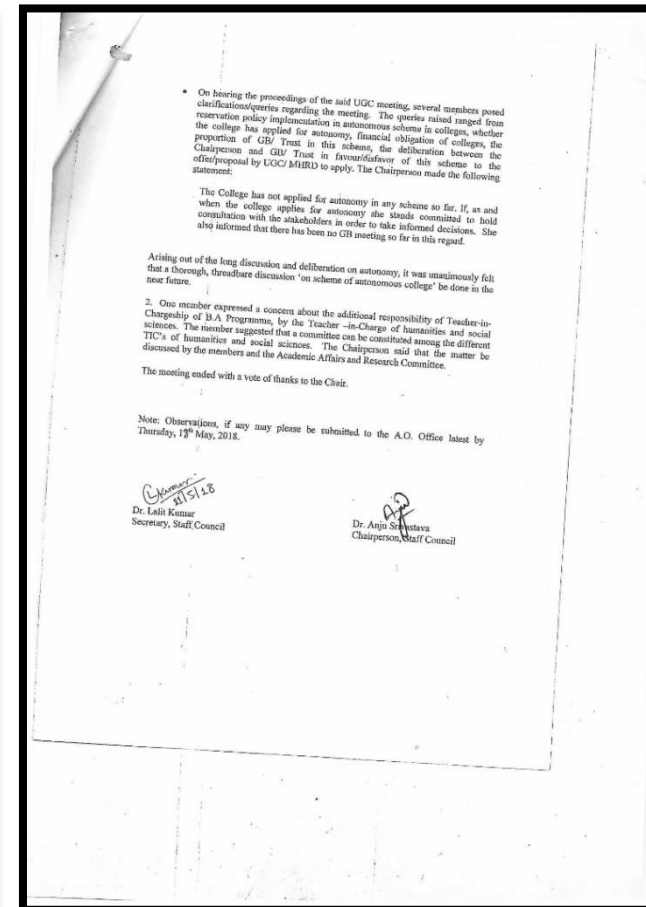 • On hearing the proceedings of the said UGC meeting, several members posed
clarifications/queries regarding the meeting. The queries raised ranged from
reservation policy implementation in autonomous scheme in colleges, whether
the college has applied for autonomy, financial obligation of colleges, the
proportion of GB/ Trust in this scheme, the deliberation between the
Chairperson and GB/ Trust in favour/disfavor of this scheme to the
offer/proposal by UGC/ MHRD to apply. The Chairperson made the following
statement:
The College has not applied for autonomy in any scheme so far. If, as and
when the college applies for autonomy she stands committed to hold
consultation with the stakeholders in order to take informed decisions. She
also informed that there has been no GB meeting so far in this regard.
Arising out of the long discussion and deliberation on autonomy, it was unanimously felt
that a thorough, threadbare discussion ‘on scheme of autonomous college’ be done in the
near future.
2. One member expressed a concern about the additional responsibility of Teacher-in-
Chargeship of B.A Programme, by the Teacher –in-Charge of humanities and social
sciences. The member suggested that a committee can be constituted among the different
TIC's of humanities and social sciences. The Chairperson said that the matter be
discussed by the members and the Academic Affairs and Research Committee.
The meeting ended with a vote of thanks to the Chair.
Note: Observations, if any may please be submitted to the A.O. Office latest by
Thursday, May, 2018.
LKumar
11/5/18
Dr. Lalit Kumar
Secretary, Staff Council
Anju
Dr. Anju Srivastava
Chairperson, Staff Council